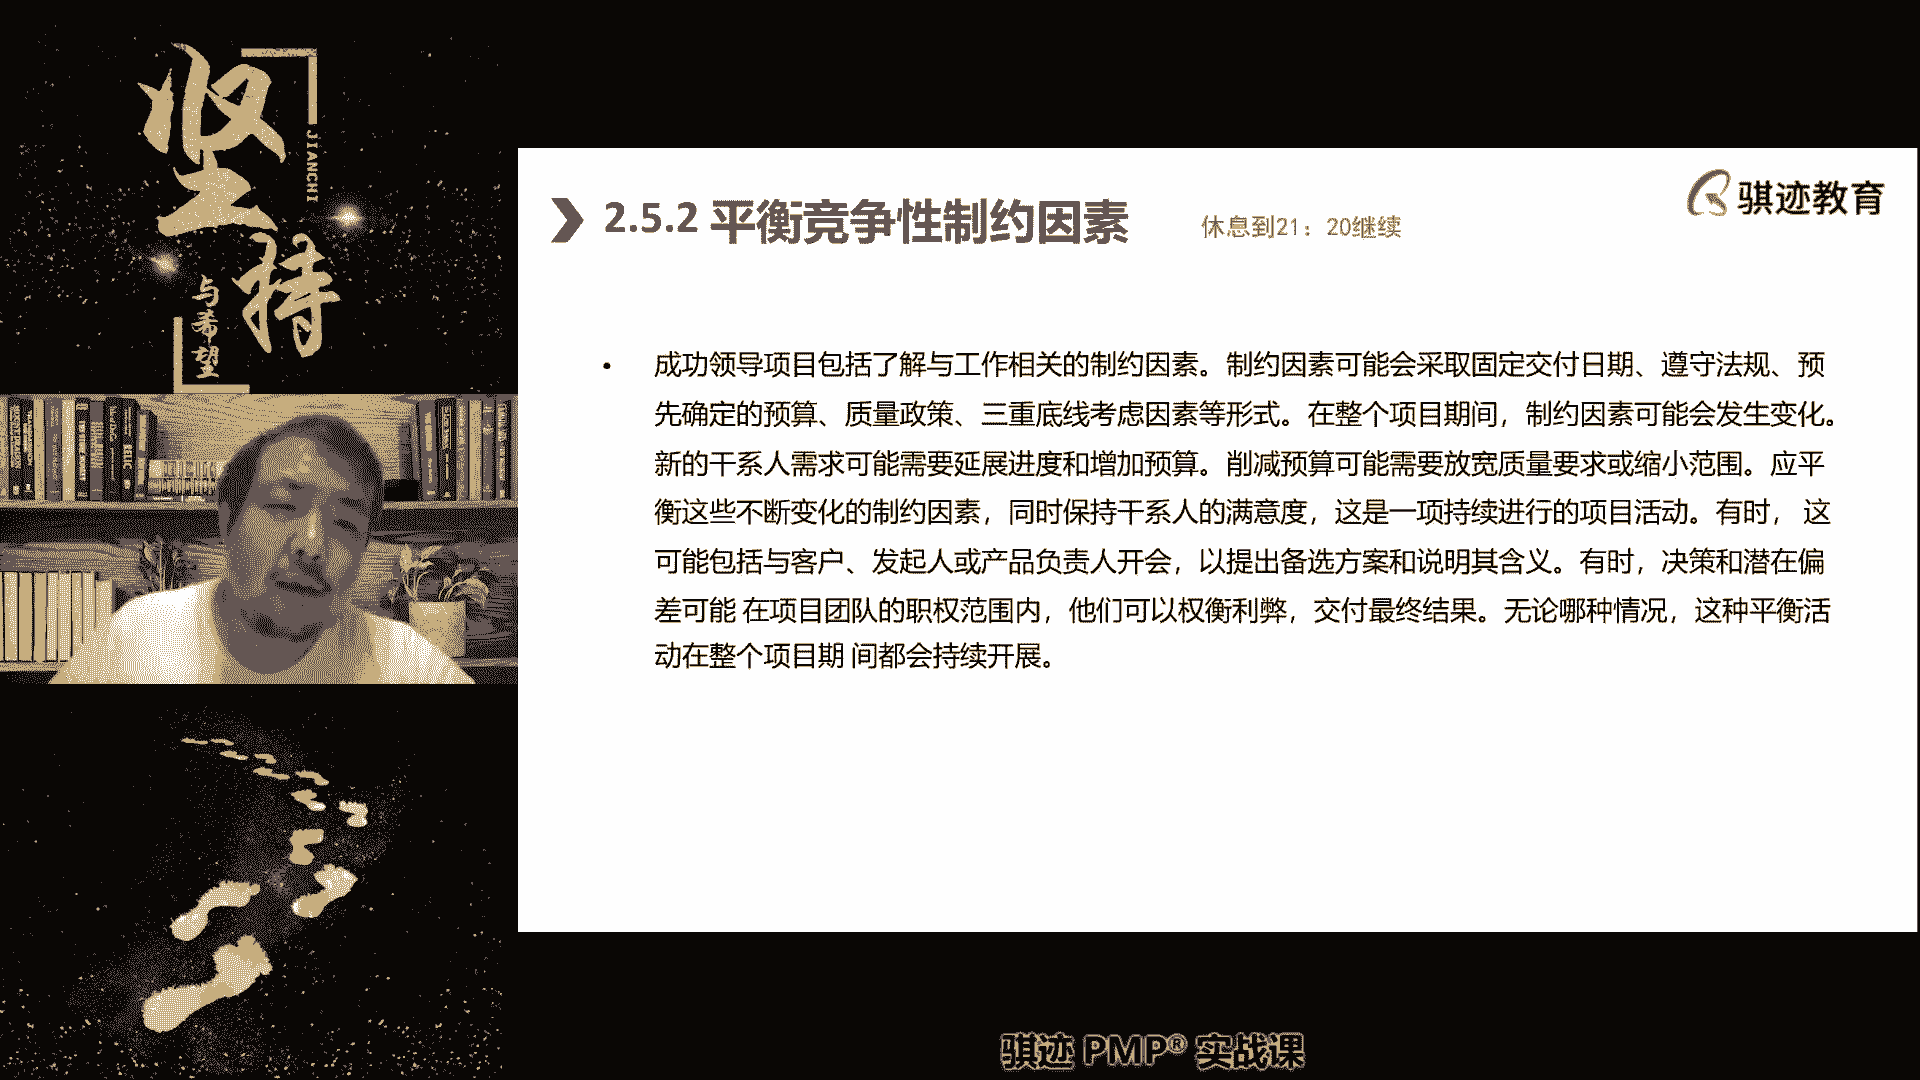 坚持
JIANCHI
与希望
2.5.2 平衡竞争性制约因素
休息到21：20继续
骐迹教育
• 成功领导项目包括了解与工作相关的制约因素。制约因素可能会采取固定交付日期、遵守法规、预
先确定的预算、质量政策、三重底线考虑因素等形式。在整个项目期间，制约因素可能会发生变化。
新的干系人需求可能需要延展进度和增加预算。削减预算可能需要放宽质量要求或缩小范围。应平
衡这些不断变化的制约因素，同时保持干系人的满意度，这是一项持续进行的项目活动。有时， 这
可能包括与客户、发起人或产品负责人开会，以提出备选方案和说明其含义。有时，决策和潜在偏
差可能 在项目团队的职权范围内，他们可以权衡利弊，交付最终结果。无论哪种情况，这种平衡活
动在整个项目期 间都会持续开展。
骐迹 PMP® 实战课